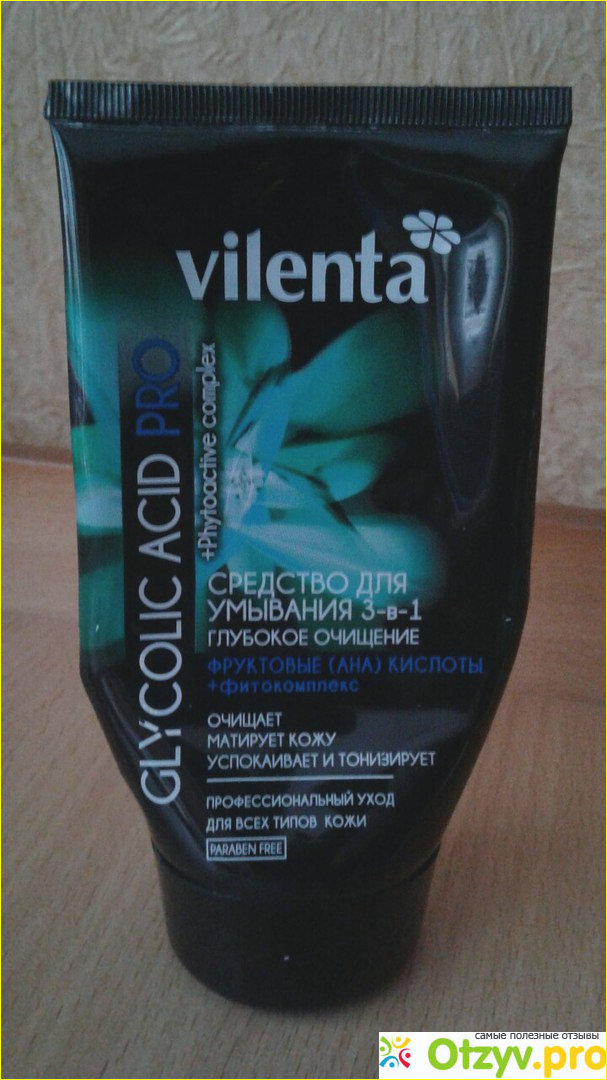 vilenta
GLYCOLIC ACID PRO
+Phytoactive complex
СРЕДСТВО ДЛЯ
УМЫВАНИЯ 3-в-1
ГЛУБОКОЕ ОЧИЩЕНИЕ
ФРУКТОВЫЕ (АНА) КИСЛОТЫ
+фитокомплекс
ОЧИЩАЕТ
МАТИРУЕТ КОЖУ
УСПОКАИВАЕТ И ТОНИЗИРУЕТ
ПРОФЕССИОНАЛЬНЫЙ УХОД
ДЛЯ ВСЕХ ТИПОВ КОЖИ
PARABEN FREE
самые полезные отзывы
Otzyv.pro